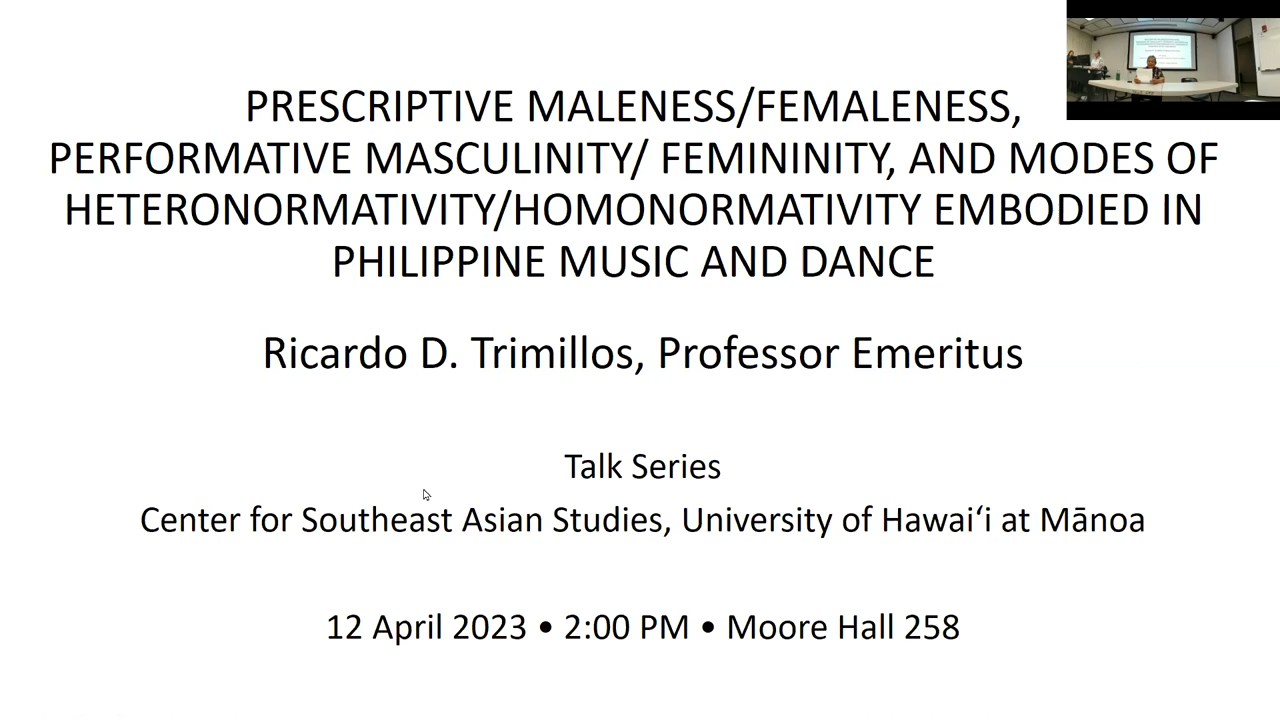 PRESCRIPTIVE MALENESS/FEMALENESS,
PERFORMATIVE MASCULINITY/ FEMININITY, AND MODES OF
HETERONORMATIVITY/HOMONORMATIVITY EMBODIED IN
PHILIPPINE MUSIC AND DANCE
Ricardo D. Trimillos, Professor Emeritus
Talk Series
Center for Southeast Asian Studies, University of Hawaiʻi at Mānoa
12 April 2023 • 2:00 PM • Moore Hall 258